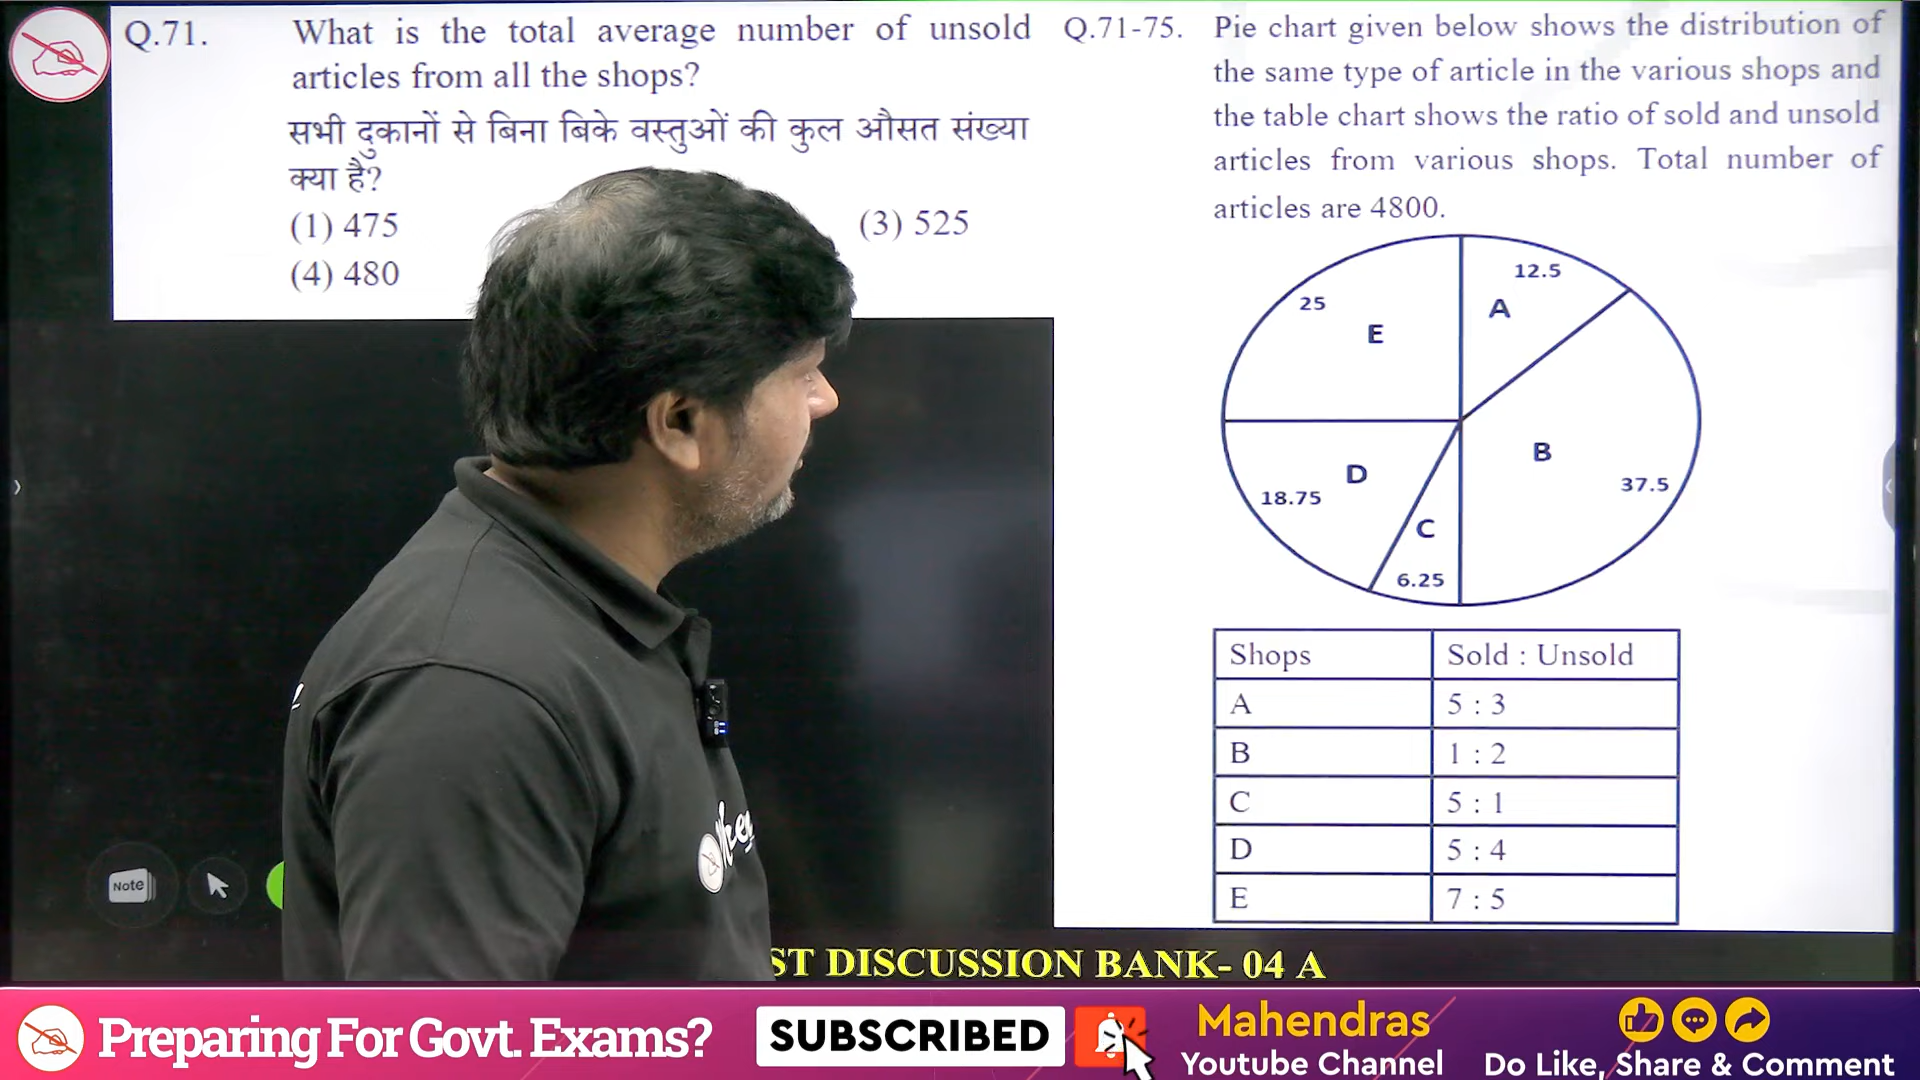 Q.71. What is the total average number of unsold
articles from all the shops?
सभी दुकानों से बिना बिके वस्तुओं की कुल औसत संख्या
क्या है?
(1) 475 (3) 525
(4) 480
Q.71-75. Pie chart given below shows the distribution of
the same type of article in the various shops and
the table chart shows the ratio of sold and unsold
articles from various shops. Total number of
articles are 4800.
12.5
A
25
E
B
37.5
D
18.75
C
6.25
Shops Sold : Unsold
A 5 : 3
B 1 : 2
C 5 : 1
D 5 : 4
E 7 : 5
Note
ST DISCUSSION BANK- 04 A
Preparing For Govt. Exams?
SUBSCRIBED
Mahendras
Youtube Channel
Do Like, Share & Comment